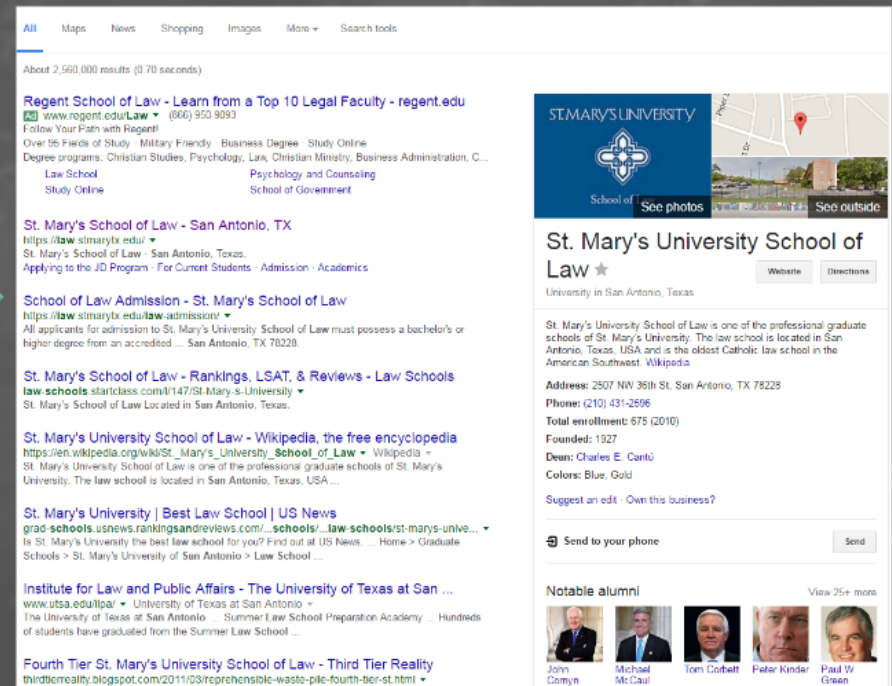 All Maps News Shopping Images More Search tools
About 2,560,000 results (0.70 seconds)
Regent School of Law - Learn from a Top 10 Legal Faculty - regent.edu
Ad www.regent.edu/Law (866) 950-9093
Follow Your Path with Regent!
Over 95 Fields of Study · Military Friendly · Business Degree · Study Online
Degree programs: Christian Studies, Psychology, Law, Christian Ministry, Business Administration, C...
Law School Psychology and Counseling
Study Online School of Government
St. Mary's School of Law - San Antonio, TX
https://law.stmarytx.edu/
St. Mary's School of Law - San Antonio, Texas.
Applying to the JD Program · For Current Students · Admission · Academics
School of Law Admission - St. Mary's School of Law
https://law.stmarytx.edu/law-admission/
All applicants for admission to St. Mary's University School of Law must possess a bachelor's or
higher degree from an accredited ... San Antonio, TX 78228.
St. Mary's School of Law - Rankings, LSAT, & Reviews - Law Schools
law-schools.startclass.com/l/147/St-Mary-s-University
St. Mary's School of Law Located in San Antonio, Texas.
St. Mary's University School of Law - Wikipedia, the free encyclopedia
https://en.wikipedia.org/wiki/St._Mary's_University_School_of_Law Wikipedia
St. Mary's University School of Law is one of the professional graduate schools of St. Mary's
University. The law school is located in San Antonio, Texas, USA ...
St. Mary's University | Best Law School | US News
grad-schools.usnews.rankingsandreviews.com/...schools/...law-schools/st-marys-unive...
Is St. Mary's University the best law school for you? Find out at US News. ... Home > Graduate
Schools > St. Mary's University of San Antonio > Law School ...
Institute for Law and Public Affairs - The University of Texas at San ...
www.utsa.edu/ilpa/ University of Texas at San Antonio
The University of Texas at San Antonio ... Summer Law School Preparation Academy ... Hundreds
of students have graduated from the Summer Law School ...
Fourth Tier St. Mary's University School of Law - Third Tier Reality
thirdtierreality.blogspot.com/2011/03/reprehensible-waste-pile-fourth-tier-st.html
ST. MARY'S UNIVERSITY
School of
See photos
See outside
St. Mary's University School of
Law
Website Directions
University in San Antonio, Texas
St. Mary's University School of Law is one of the professional graduate
schools of St. Mary's University. The law school is located in San
Antonio, Texas, USA and is the oldest Catholic law school in the
American Southwest. Wikipedia
Address: 2507 NW 36th St, San Antonio, TX 78228
Phone: (210) 431-2596
Total enrollment: 675 (2010)
Founded: 1927
Dean: Charles E. Cantú
Colors: Blue, Gold
Suggest an edit · Own this business?
Send to your phone Send
Notable alumni View 25+ more
John Michael Tom Corbett Peter Kinder Paul W.
Cornyn McCaul Green